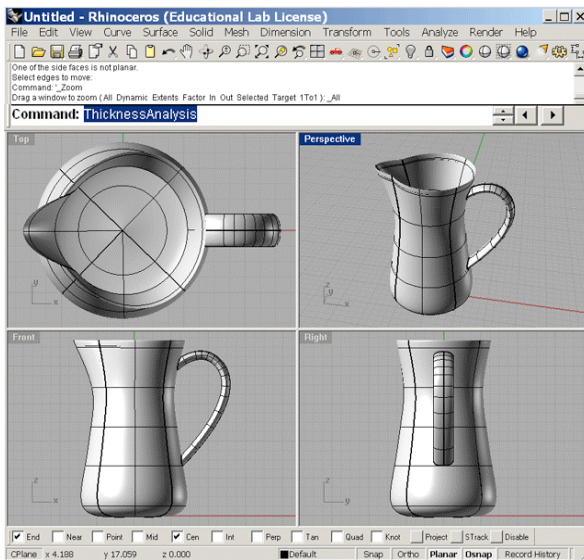 Untitled - Rhinoceros (Educational Lab License)
File Edit View Curve Surface Solid Mesh Dimension Transform Tools Analyze Render Help
One of the side faces is not planar.
Select edges to move:
Command: '_Zoom
Drag a window to zoom ( All Dynamic Extents Factor In Out Selected Target 1To1 ): _All
Command: ThicknessAnalysis
Top Perspective
y z
x y x
Front Right
z z
x y
End Near Point Mid Cen Int Perp Tan Quad Knot Project STrack Disable
CPlane x 4.188 y 17.059 z 0.000 Default Snap Ortho Planar Osnap Record History